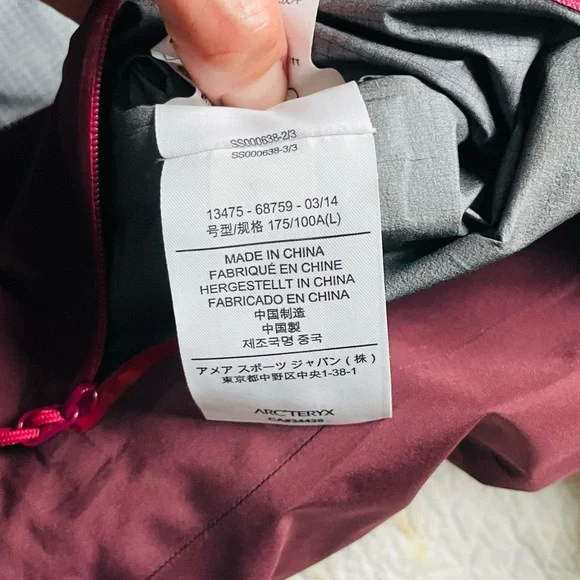 SS000638-2/3
SS000638-3/3
13475 - 68759 - 03/14
号型/规格 175/100A(L)
MADE IN CHINA
FABRIQUÉ EN CHINE
HERGESTELLT IN CHINA
FABRICADO EN CHINA
中国制造
中国製
제조국명 중국
アメア スポーツ ジャパン ( 株 )
東京都中野区中央1-38-1
ARC'TERYX
CA#34436